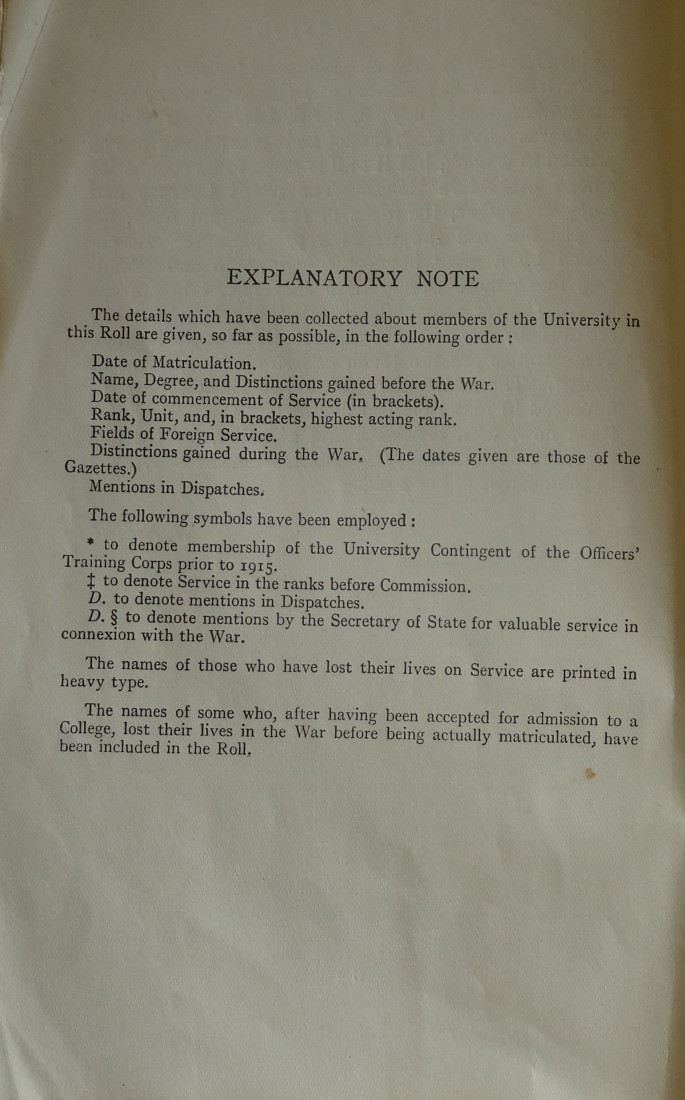 EXPLANATORY NOTE
The details which have been collected about members of the University in
this Roll are given, so far as possible, in the following order :
Date of Matriculation.
Name, Degree, and Distinctions gained before the War.
Date of commencement of Service (in brackets).
Rank, Unit, and, in brackets, highest acting rank.
Fields of Foreign Service.
Distinctions gained during the War. (The dates given are those of the
Gazettes.)
Mentions in Dispatches.
The following symbols have been employed :
* to denote membership of the University Contingent of the Officers’
Training Corps prior to 1915.
‡ to denote Service in the ranks before Commission.
D. to denote mentions in Dispatches.
D. § to denote mentions by the Secretary of State for valuable service in
connexion with the War.
The names of those who have lost their lives on Service are printed in
heavy type.
The names of some who, after having been accepted for admission to a
College, lost their lives in the War before being actually matriculated, have
been included in the Roll.